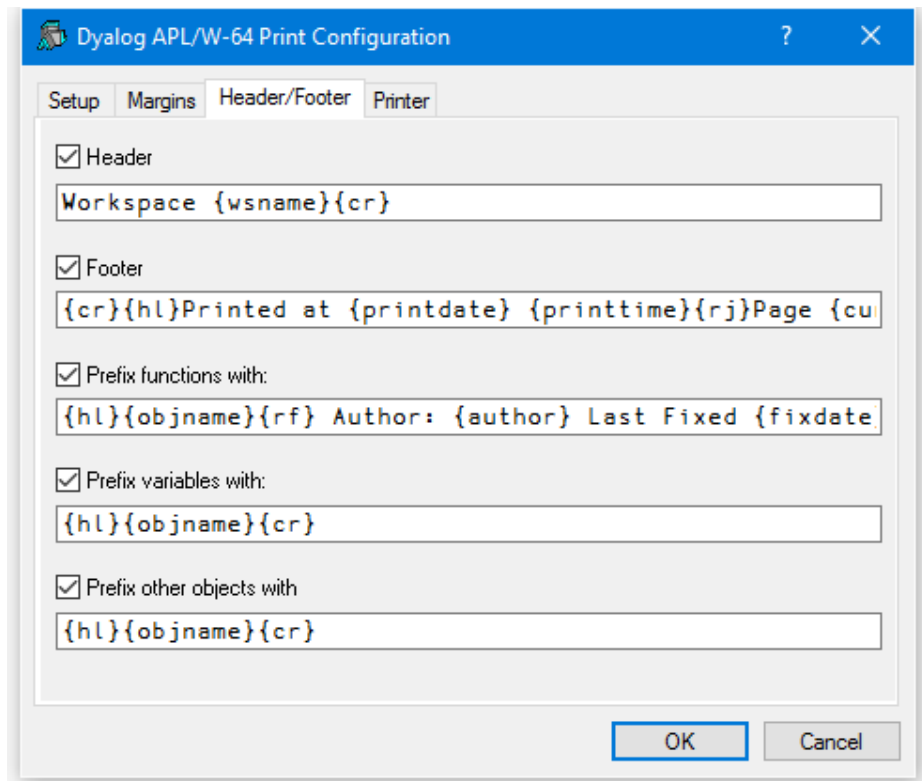 Dyalog APL/W-64 Print Configuration ?
Setup Margins Header/Footer Printer
Header
Workspace {wsname}{cr}
Footer
{cr}{hl}Printed at {printdate} {printtime}{rj}Page {cu
Prefix functions with:
{hl}{objname}{rf} Author: {author} Last Fixed {fixdate
Prefix variables with:
{hl}{objname}{cr}
Prefix other objects with
{hl}{objname}{cr}
OK Cancel